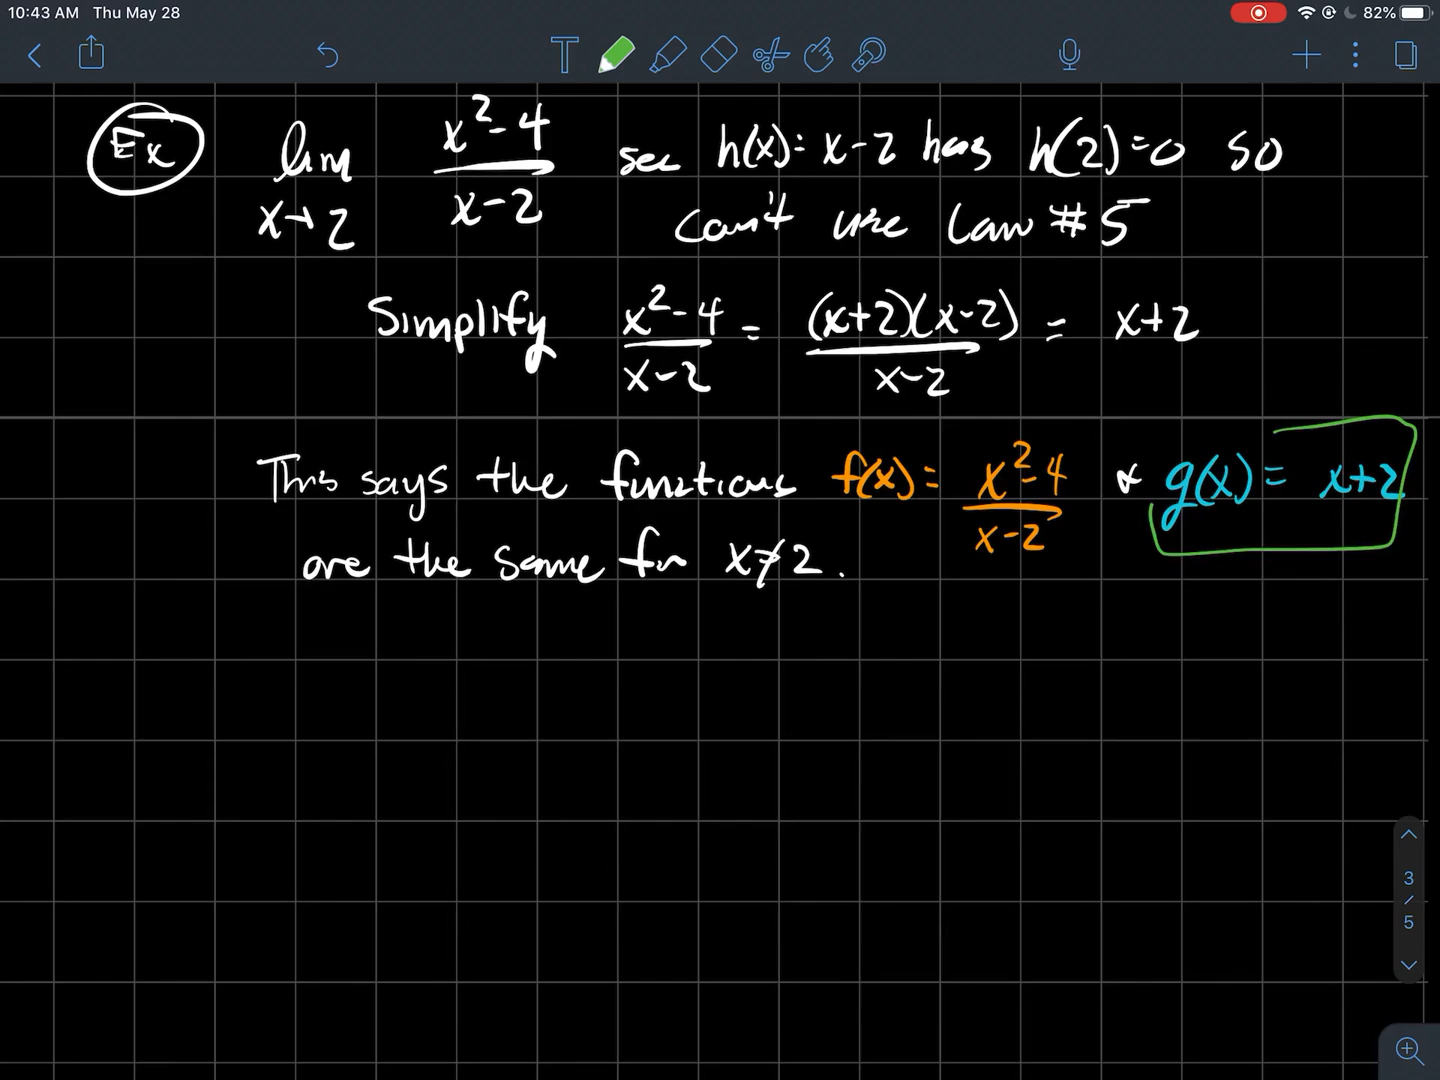 10:43 AM Thu May 28 82%
T
Ex lim x→2 x²-4 / x-2 see h(x)= x-2 has h(2)=0 so
can't use Law #5
Simplify x²-4 / x-2 = (x+2)(x-2) / x-2 = x+2
This says the functions f(x)= x²-4 / x-2 & g(x)= x+2
are the same for x≠2.
3 / 5